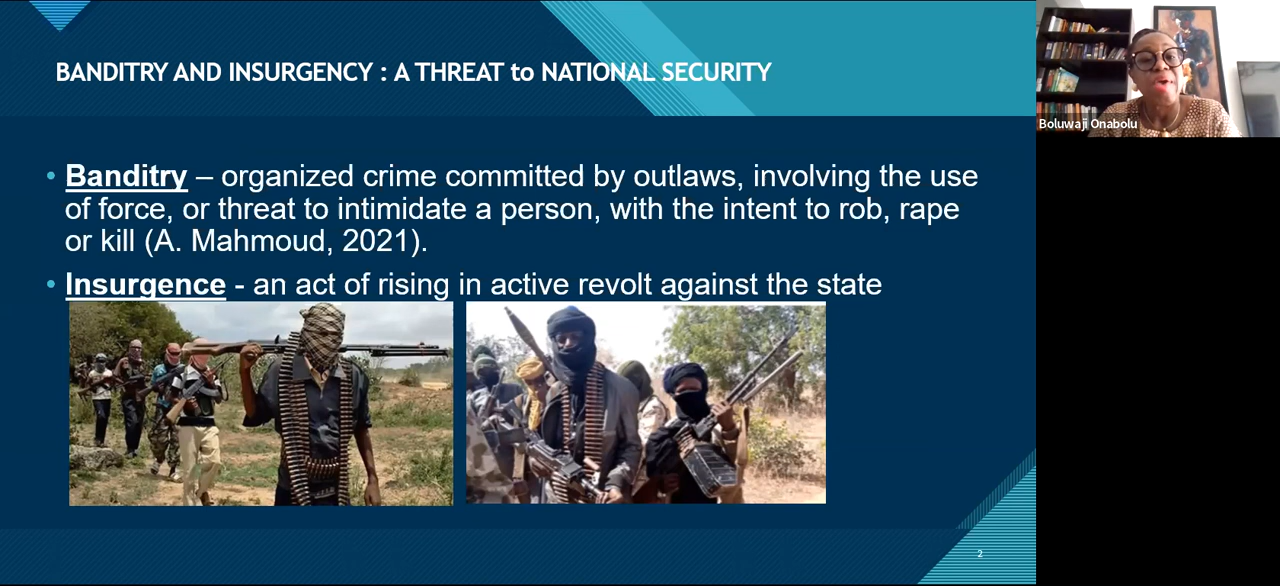 BANDITRY AND INSURGENCY : A THREAT to NATIONAL SECURITY
Boluwaji Onabolu
• Banditry – organized crime committed by outlaws, involving the use
of force, or threat to intimidate a person, with the intent to rob, rape
or kill (A. Mahmoud, 2021).
• Insurgence - an act of rising in active revolt against the state
2